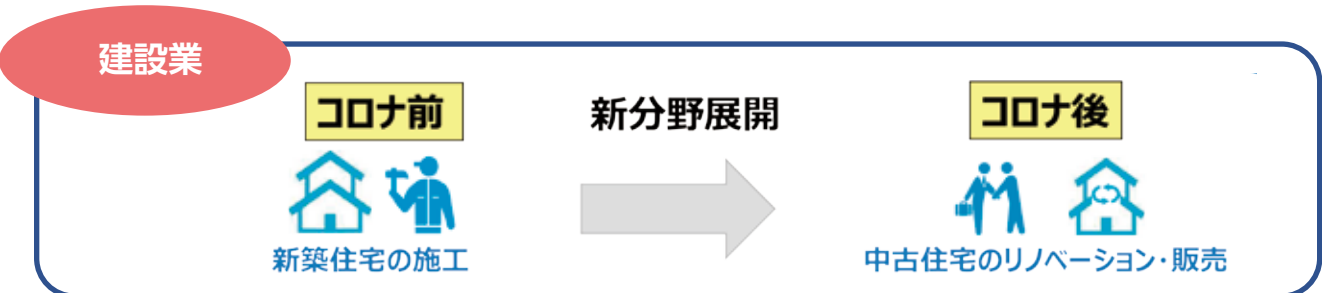 建設業
コロナ前
新分野展開
コロナ後
新築住宅の施工
中古住宅のリノベーション・販売